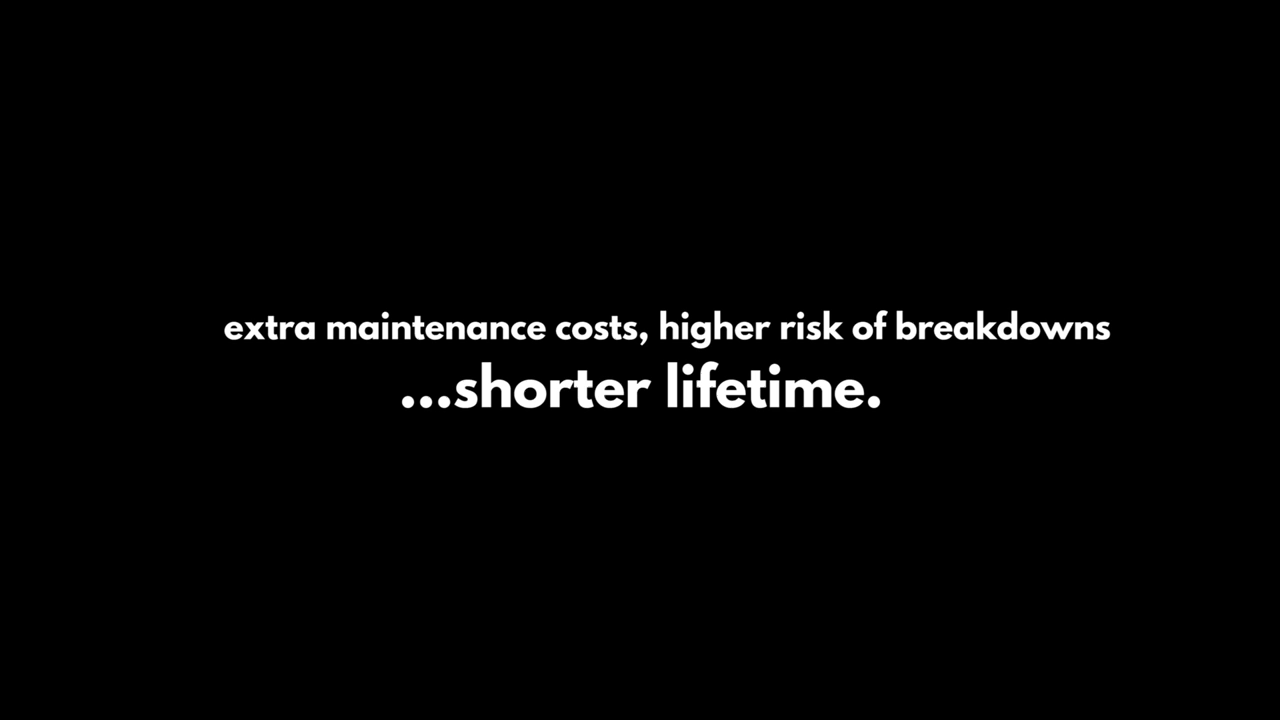 extra maintenance costs, higher risk of breakdowns
...shorter lifetime.